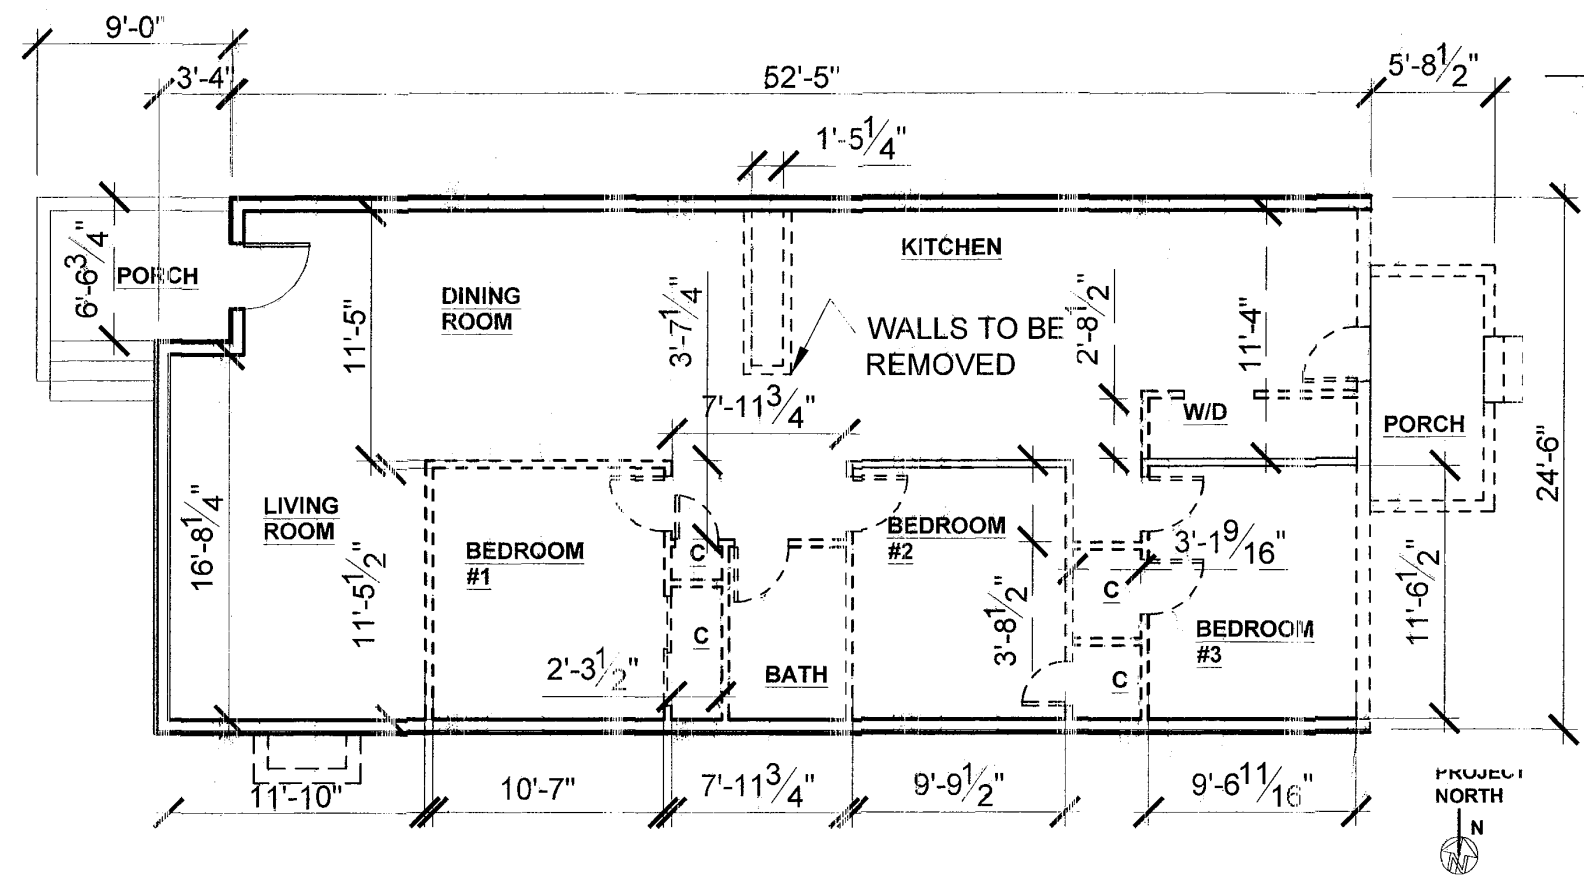 9'-0"
3'-4"
52'-5"
5'-8 1/2"
1'-5 1/4"
6'-6 3/4"
PORCH
KITCHEN
DINING
ROOM
11'-5"
3'-7 1/4"
WALLS TO BE
REMOVED
2'-8 1/2"
11'-4"
7'-11 3/4"
W/D
PORCH
24'-6"
16'-8 1/4"
LIVING
ROOM
11'-5 1/2"
BEDROOM
#1
C
BEDROOM
#2
3'-1 9/16"
C
3'-8 1/2"
11'-6 1/2"
C
BEDROOM
#3
2'-3 1/2"
BATH
C
11'-10"
10'-7"
7'-11 3/4"
9'-9 1/2"
9'-6 11/16"
PROJECT
NORTH
N
N